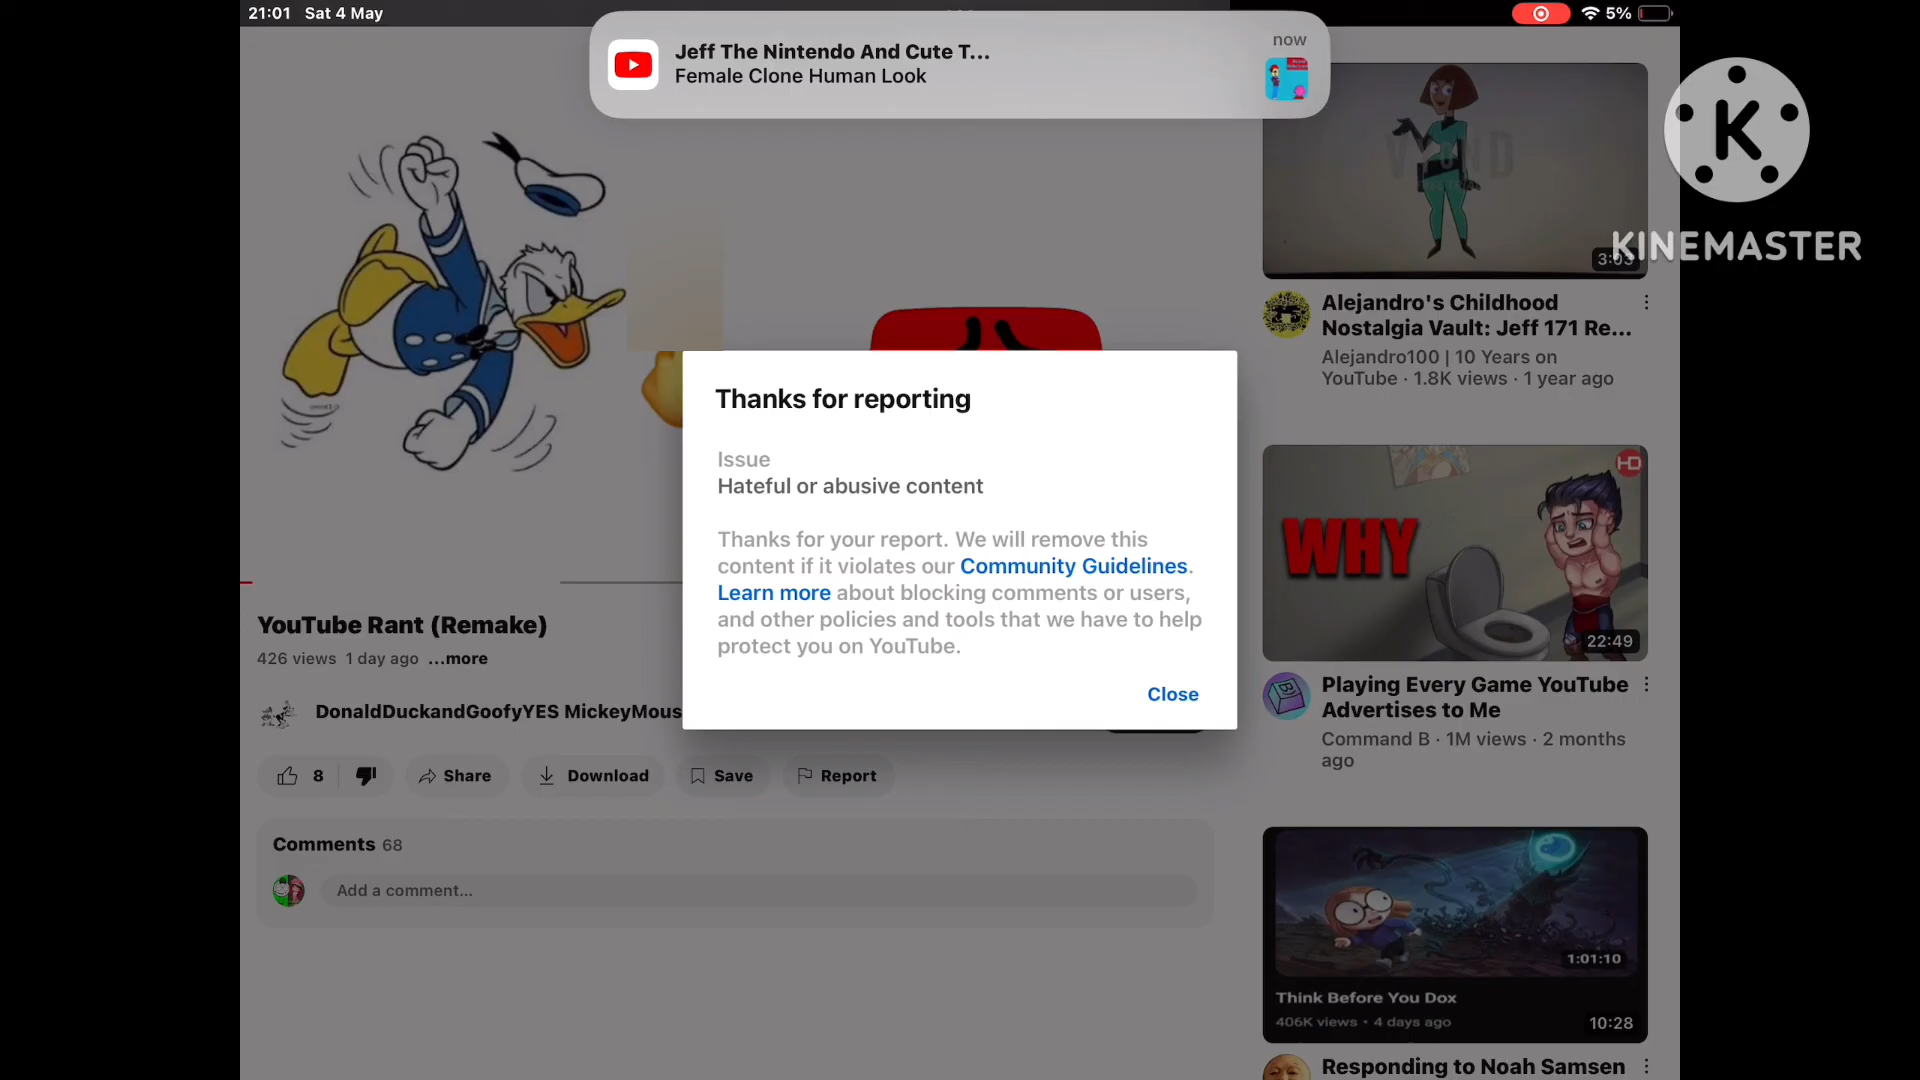 21:01 Sat 4 May
5%
Jeff The Nintendo And Cute T...
now
Female Clone Human Look
K
KINEMASTER
3:03
Alejandro's Childhood
Nostalgia Vault: Jeff 171 Re...
Alejandro100 | 10 Years on
YouTube · 1.8K views · 1 year ago
Thanks for reporting
Issue
Hateful or abusive content
Thanks for your report. We will remove this
content if it violates our Community Guidelines.
Learn more about blocking comments or users,
and other policies and tools that we have to help
protect you on YouTube.
Close
HD
WHY
22:49
YouTube Rant (Remake)
426 views 1 day ago ...more
DonaldDuckandGoofyYES MickeyMous
Playing Every Game YouTube
Advertises to Me
Command B · 1M views · 2 months
ago
8
Share
Download
Save
Report
Comments 68
Add a comment...
1:01:10
Think Before You Dox
406K views • 4 days ago
10:28
Responding to Noah Samsen